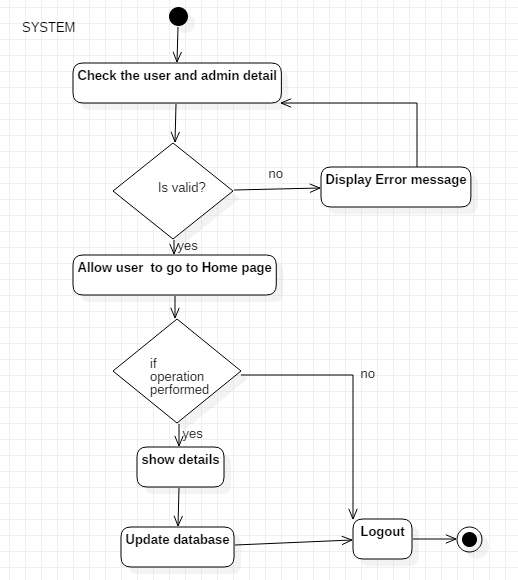 SYSTEM
Check the user and admin detail
Is valid?
no
Display Error message
yes
Allow user  to go to Home page
if
operation
performed
no
yes
show details
Update database
Logout